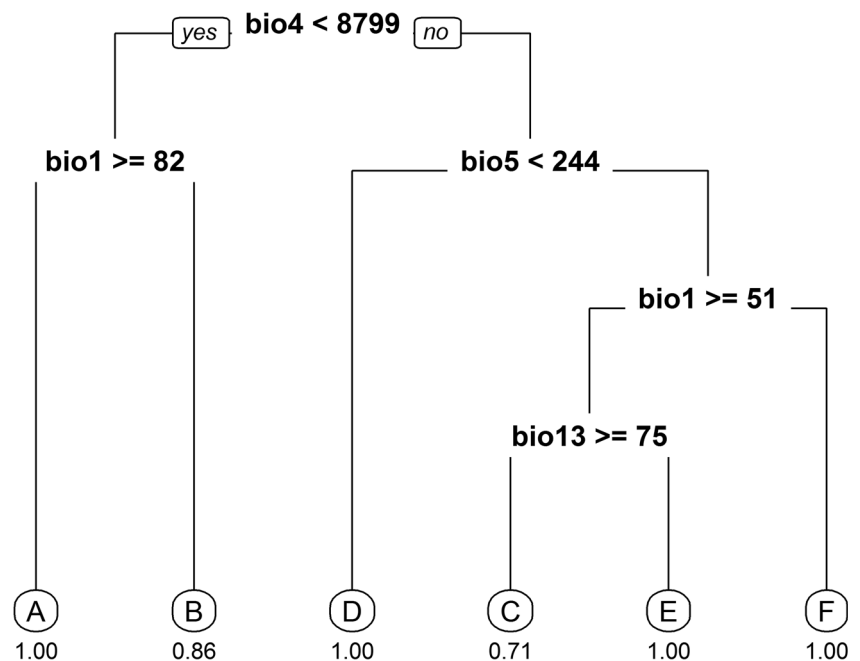 yes bio4 < 8799 no
bio1 >= 82 bio5 < 244
bio1 >= 51
bio13 >= 75
A B D C E F
1.00 0.86 1.00 0.71 1.00 1.00